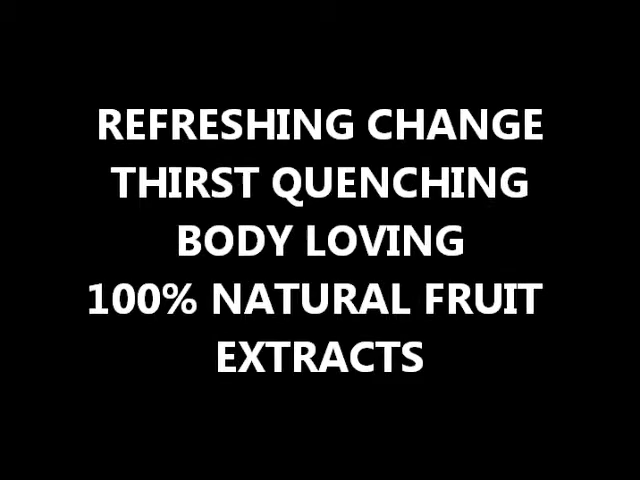 REFRESHING CHANGE
THIRST QUENCHING
BODY LOVING
100% NATURAL FRUIT
EXTRACTS